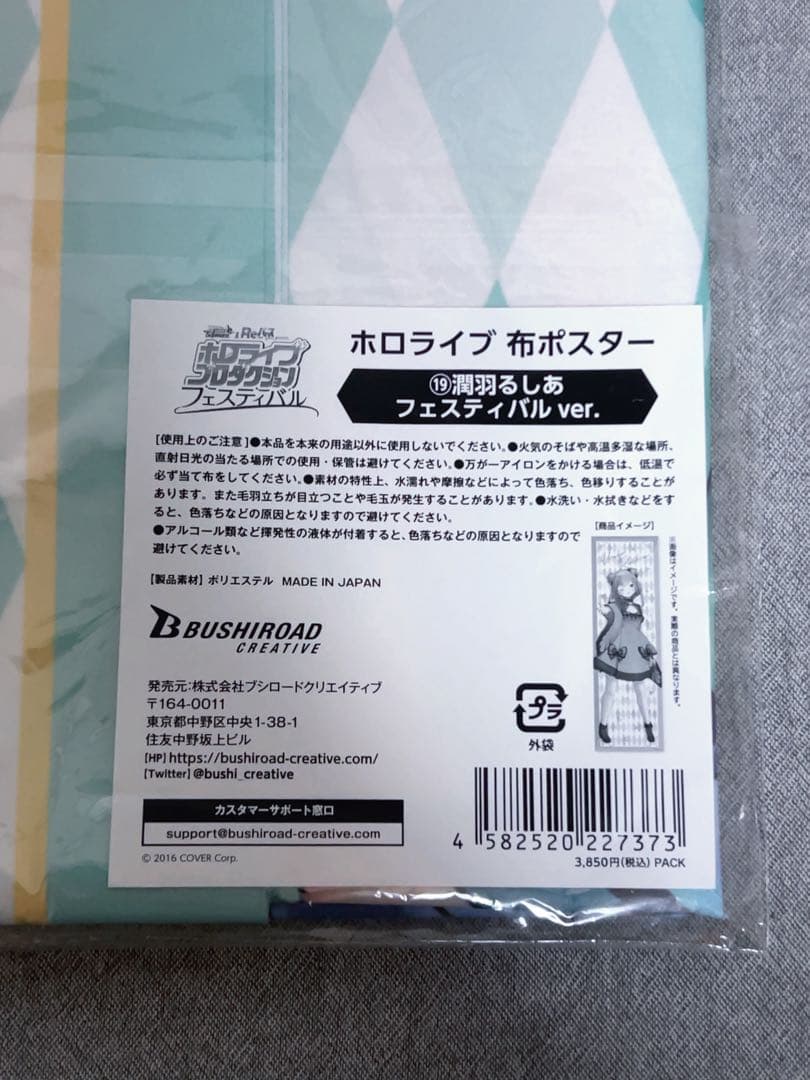 Reバース
ホロライブ
プロダクション
フェスティバル
ホロライブ 布ポスター
⑲潤羽るしあ
フェスティバル ver.
[使用上のご注意]●本品を本来の用途以外に使用しないでください。●火気のそばや高温多湿な場所、
直射日光の当たる場所での使用・保管は避けてください。●万が一アイロンをかける場合は、低温で
必ず当て布をしてください。●素材の特性上、水濡れや摩擦などによって色落ち、色移りすることが
あります。また毛羽立ちが目立つことや毛玉が発生することがあります。●水洗い・水拭きなどをす
ると、色落ちなどの原因となりますので避けてください。
●アルコール類など揮発性の液体が付着すると、色落ちなどの原因となりますので
避けてください。
[商品イメージ]
※画像はイメージです。実際の商品とは異なります。
[製品素材] ポリエステル MADE IN JAPAN
BUSHIROAD
CREATIVE
発売元:株式会社ブシロードクリエイティブ
〒164-0011
東京都中野区中央1-38-1
住友中野坂上ビル
[HP] https://bushiroad-creative.com/
[Twitter] @bushi_creative
プラ
外袋
カスタマーサポート窓口
support@bushiroad-creative.com
© 2016 COVER Corp.
4 582520 227373
3,850円(税込) PACK